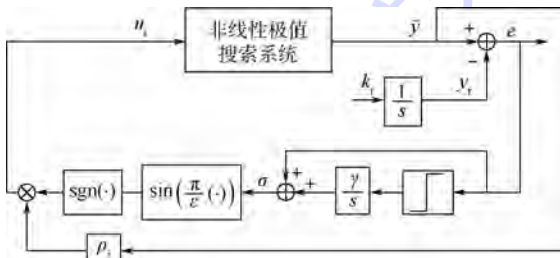 u_i
非线性极值
搜索系统
ȳ
+
e
−
k_r
1/s
y_r
sgn(·)
sin(π/ε(·))
σ
+
+
γ/s
ρ_i